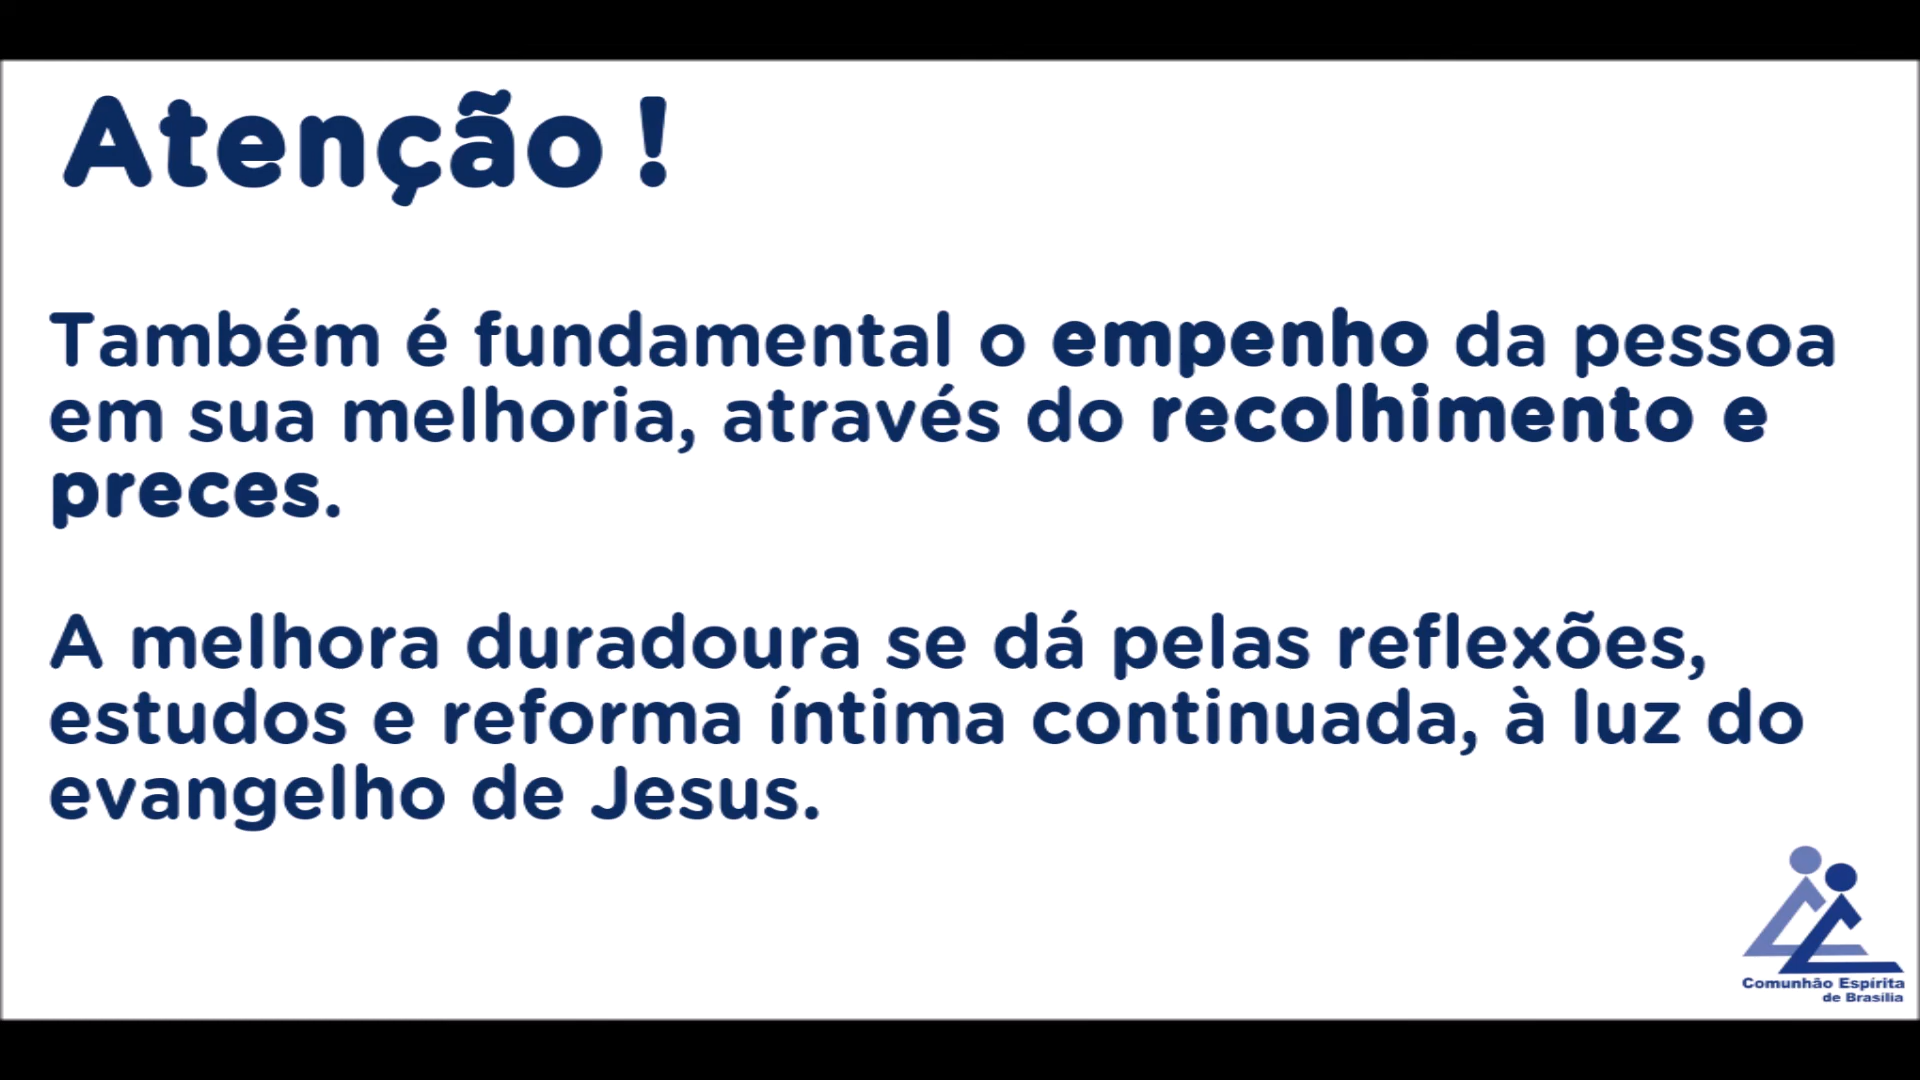 Atenção !
Também é fundamental o empenho da pessoa
em sua melhoria, através do recolhimento e
preces.
A melhora duradoura se dá pelas reflexões,
estudos e reforma íntima continuada, à luz do
evangelho de Jesus.
Comunhão Espírita
de Brasília